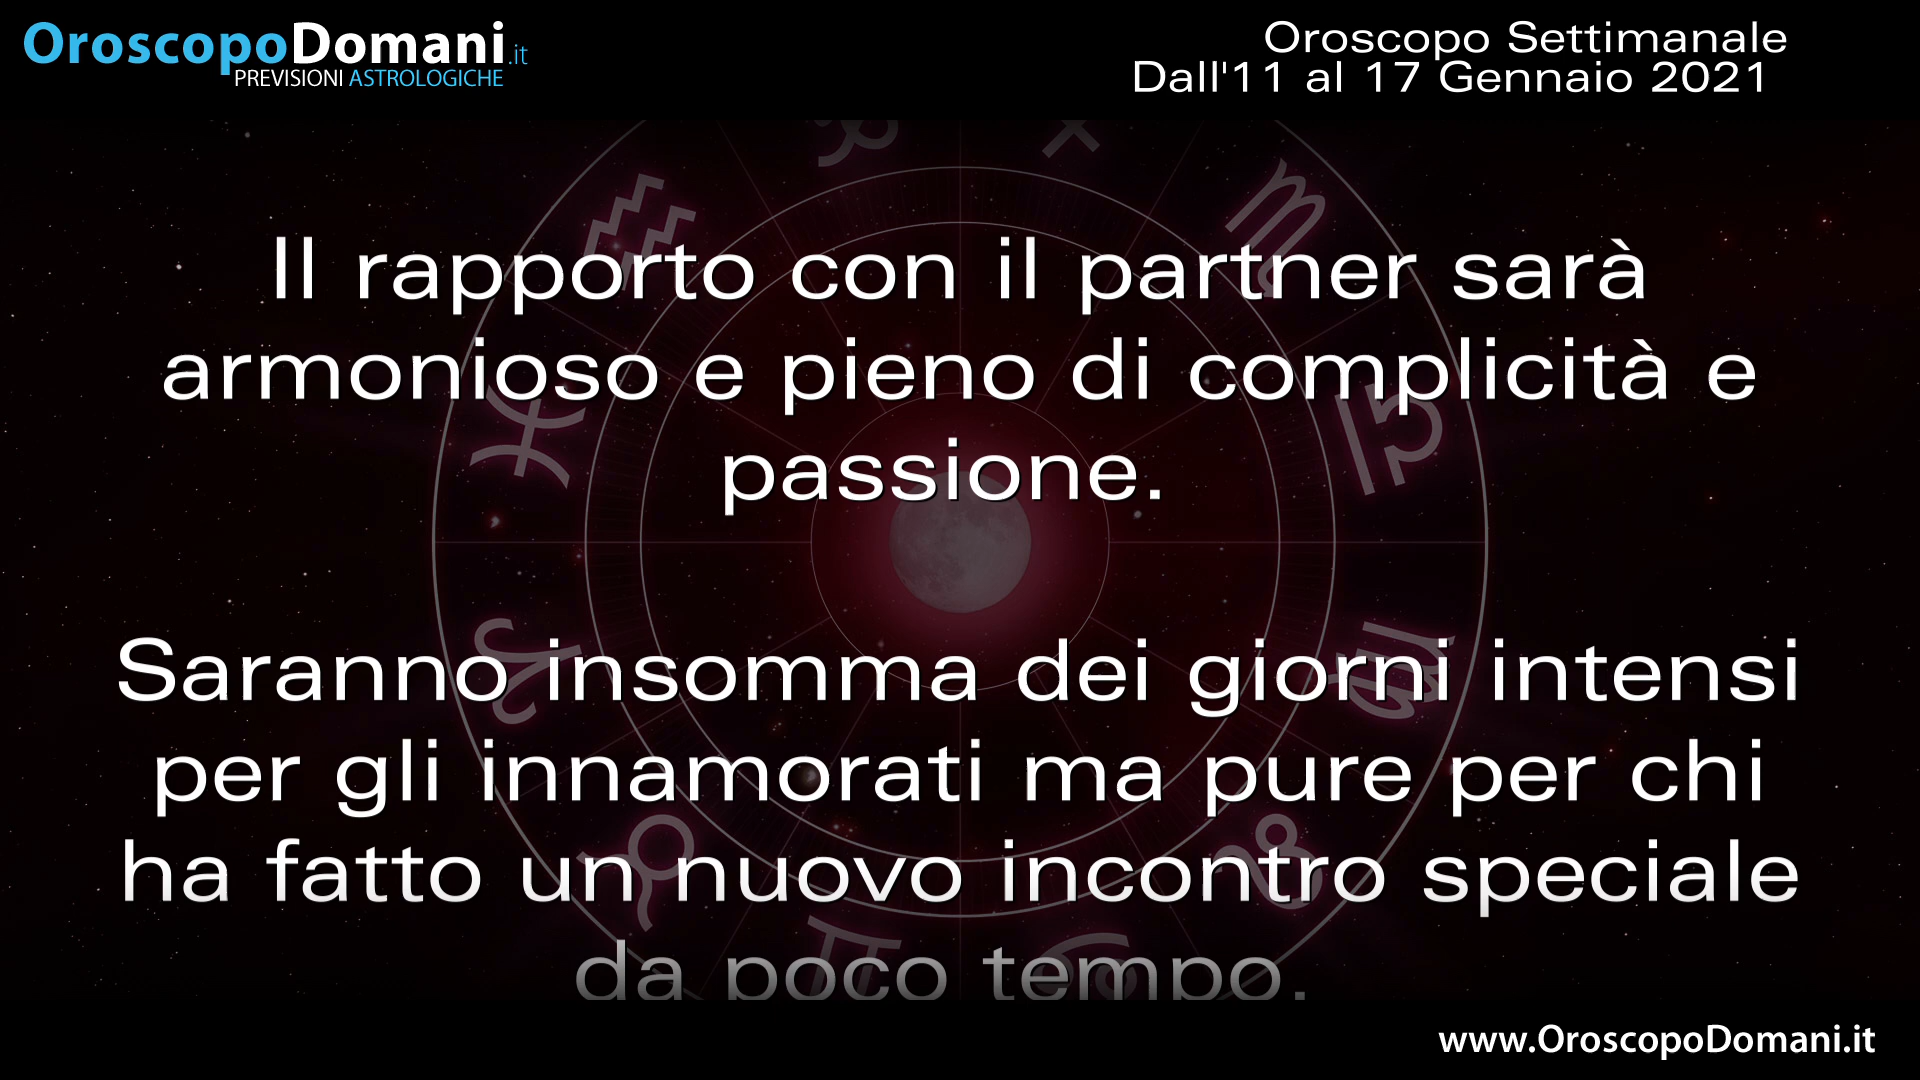 OroscopoDomani.it
PREVISIONI ASTROLOGICHE
Oroscopo Settimanale
Dall'11 al 17 Gennaio 2021
Il rapporto con il partner sarà
armonioso e pieno di complicità e
passione.
Saranno insomma dei giorni intensi
per gli innamorati ma pure per chi
ha fatto un nuovo incontro speciale
da poco tempo.
www.OroscopoDomani.it